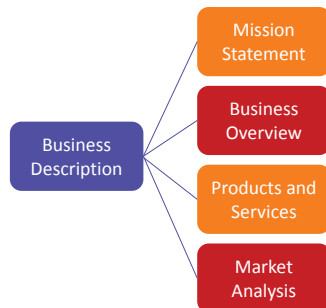 Mission
Statement
Business
Overview
Business
Description
Products and
Services
Market
Analysis